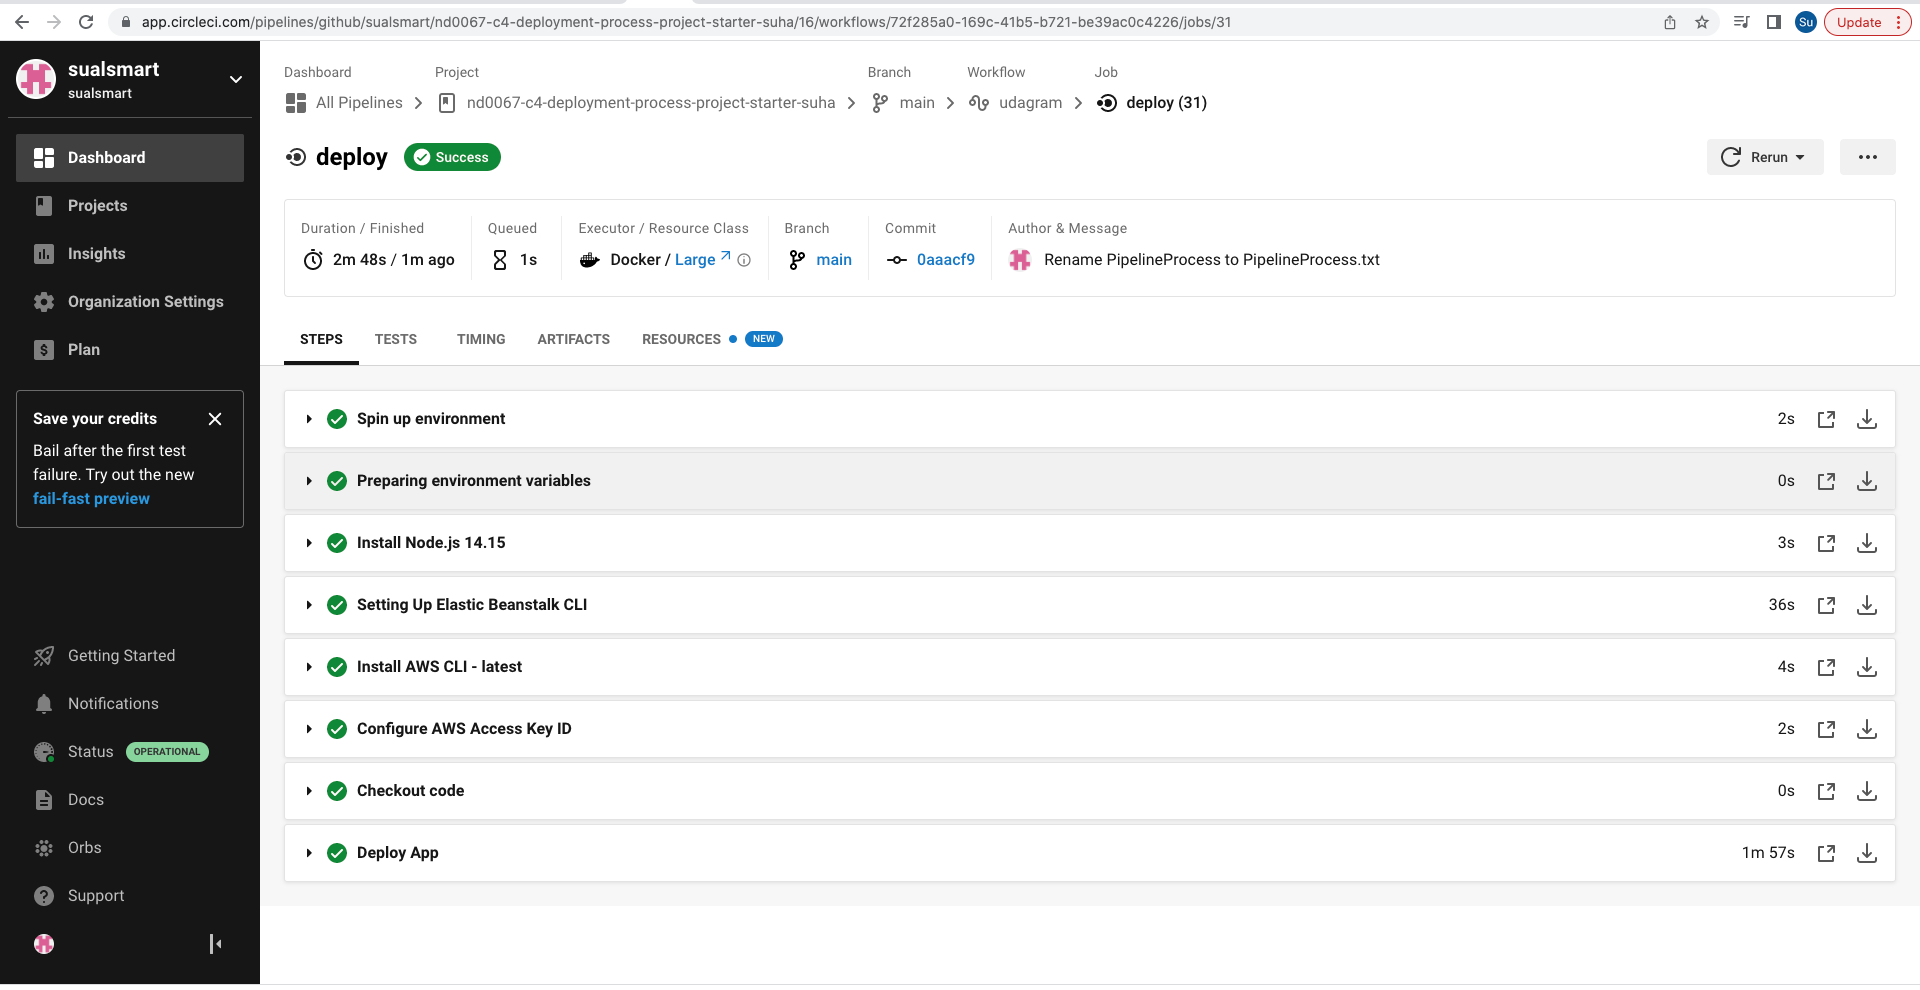 app.circleci.com/pipelines/github/sualsmart/nd0067-c4-deployment-process-project-starter-suha/16/workflows/72f285a0-169c-41b5-b721-be39ac0c4226/jobs/31
Su
Update
sualsmart
sualsmart
Dashboard
Projects
Insights
Organization Settings
Plan
Save your credits
Bail after the first test
failure. Try out the new
fail-fast preview
Getting Started
Notifications
Status OPERATIONAL
Docs
Orbs
Support
Dashboard Project Branch Workflow Job
All Pipelines nd0067-c4-deployment-process-project-starter-suha main udagram deploy (31)
deploy Success
Rerun
Duration / Finished Queued Executor / Resource Class Branch Commit Author & Message
2m 48s / 1m ago 1s Docker / Large main 0aaacf9 Rename PipelineProcess to PipelineProcess.txt
STEPS TESTS TIMING ARTIFACTS RESOURCES NEW
Spin up environment 2s
Preparing environment variables 0s
Install Node.js 14.15 3s
Setting Up Elastic Beanstalk CLI 36s
Install AWS CLI - latest 4s
Configure AWS Access Key ID 2s
Checkout code 0s
Deploy App 1m 57s